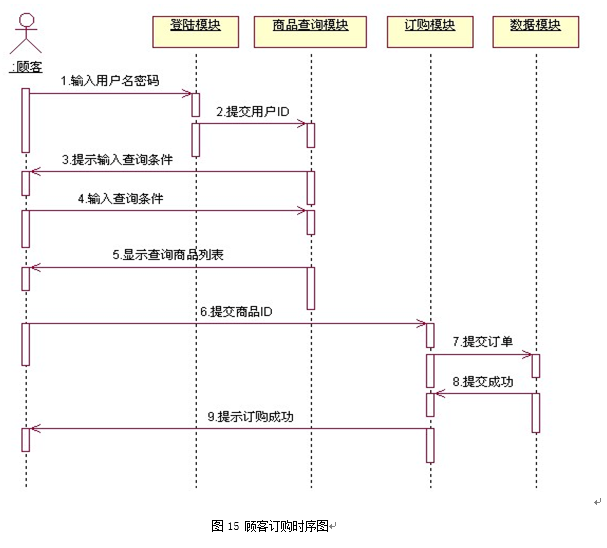 登陆模块
商品查询模块
订购模块
数据模块
:顾客
1.输入用户名密码
2.提交用户ID
3.提示输入查询条件
4.输入查询条件
5.显示查询商品列表
6.提交商品ID
7.提交订单
8.提交成功
9.提示订购成功
图 15 顾客订购时序图